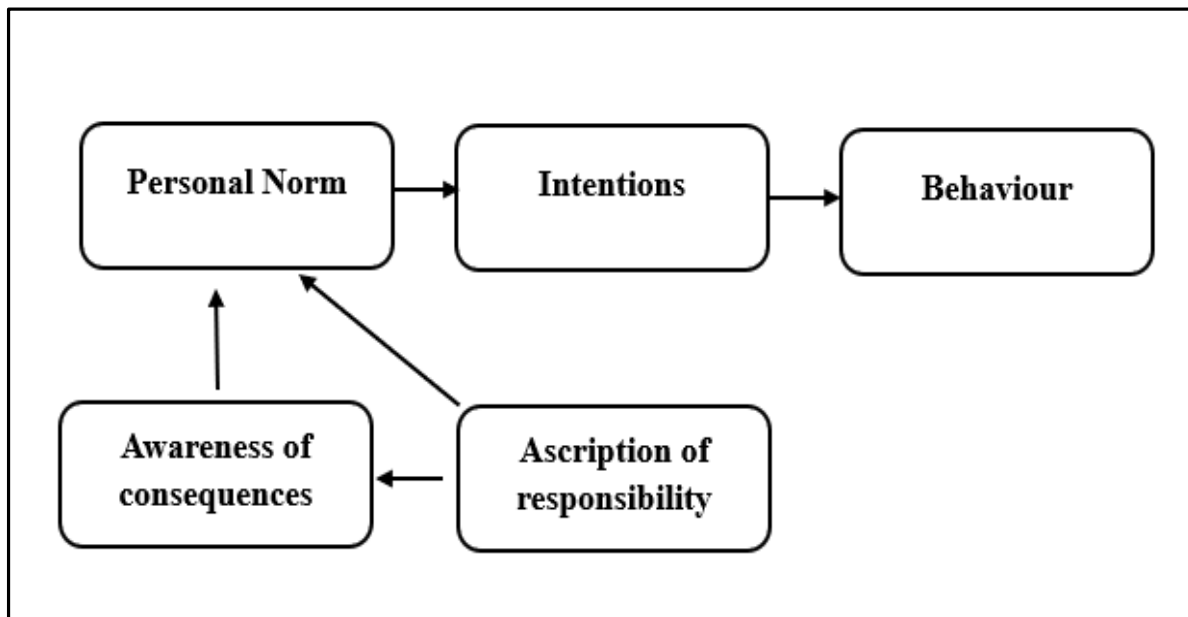 Personal Norm
Intentions
Behaviour
Awareness of
consequences
Ascription of
responsibility